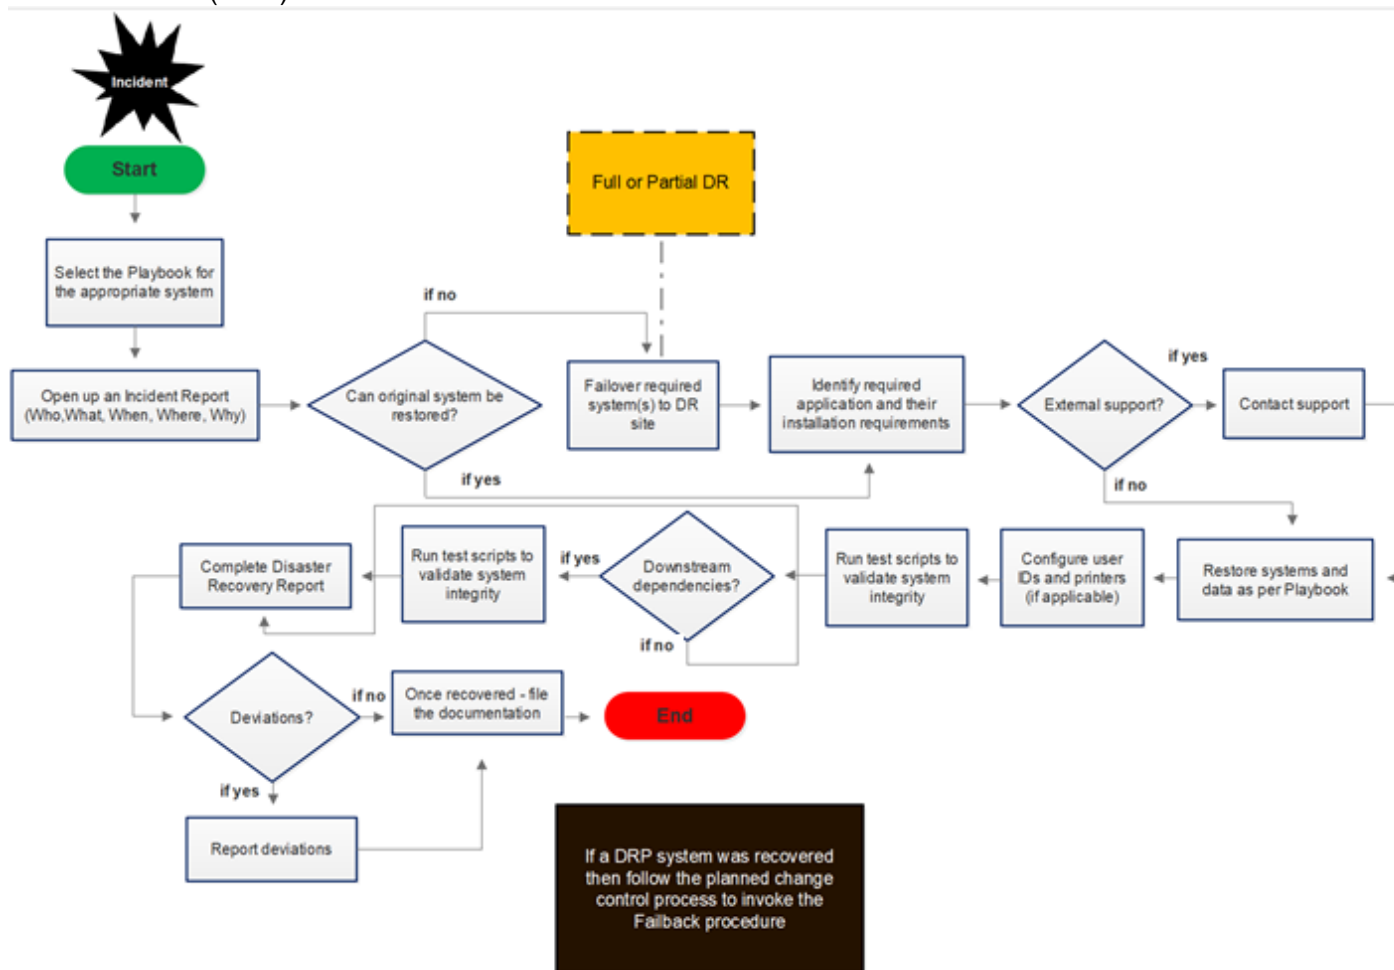 Incident
Start
Select the Playbook for
the appropriate system
Open up an Incident Report
(Who,What, When, Where, Why)
Can original system be
restored?
if no
if yes
Full or Partial DR
Failover required
system(s) to DR
site
Identify required
application and their
installation requirements
External support?
if yes
Contact support
if no
Restore systems and
data as per Playbook
Configure user
IDs and printers
(if applicable)
Run test scripts to
validate system
integrity
Downstream
dependencies?
if yes
if no
Run test scripts to
validate system
integrity
Complete Disaster
Recovery Report
Deviations?
if no
if yes
Once recovered - file
the documentation
End
Report deviations
If a DRP system was recovered
then follow the planned change
control process to invoke the
Failback procedure